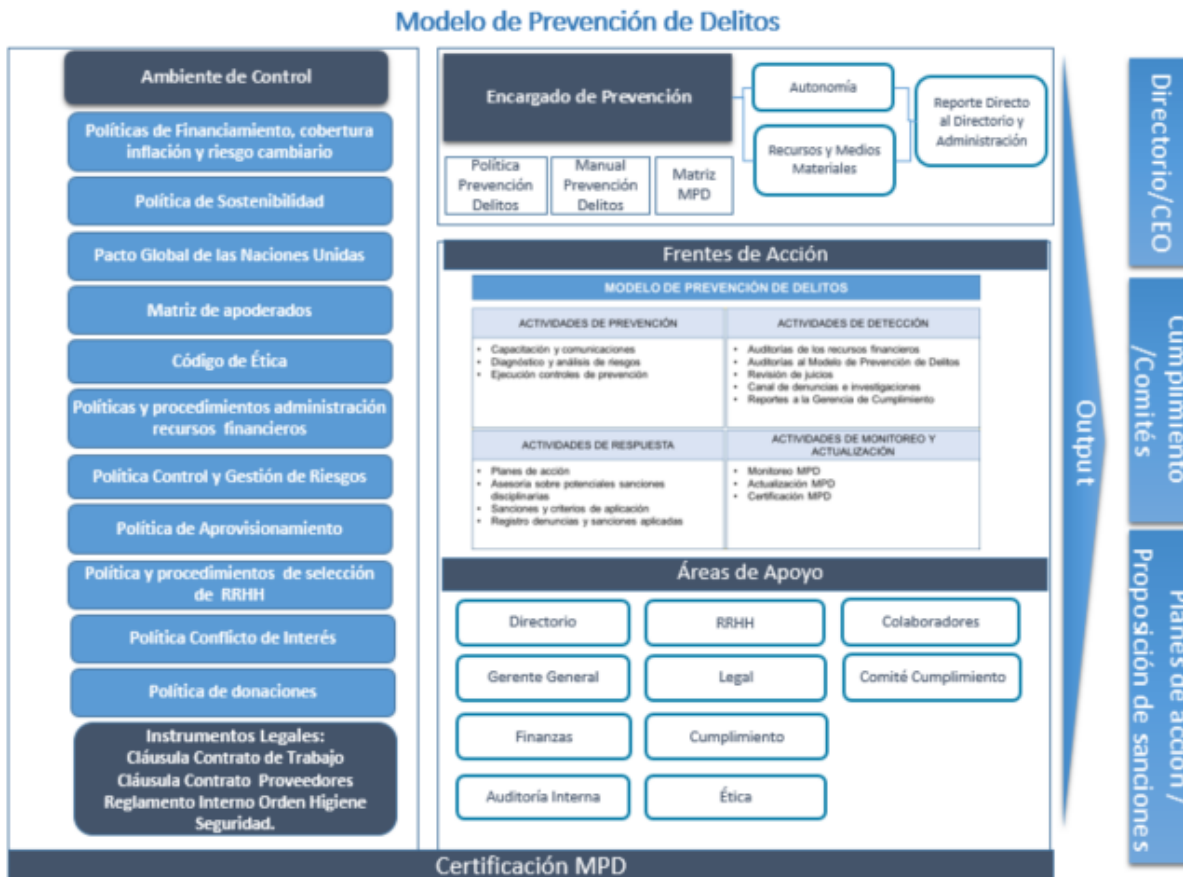 Modelo de Prevención de Delitos
Ambiente de Control
Políticas de Financiamiento, cobertura
inflación y riesgo cambiario
Política de Sostenibilidad
Pacto Global de las Naciones Unidas
Matriz de apoderados
Código de Ética
Políticas y procedimientos administración
recursos financieros
Política Control y Gestión de Riesgos
Política de Aprovisionamiento
Política y procedimientos de selección
de RRHH
Política Conflicto de Interés
Política de donaciones
Instrumentos Legales:
Cláusula Contrato de Trabajo
Cláusula Contrato Proveedores
Reglamento Interno Orden Higiene
Seguridad.
Encargado de Prevención
Autonomía
Recursos y Medios
Materiales
Reporte Directo
al Directorio y
Administración
Política
Prevención
Delitos
Manual
Prevención
Delitos
Matriz
MPD
Frentes de Acción
MODELO DE PREVENCIÓN DE DELITOS
ACTIVIDADES DE PREVENCIÓN
• Capacitación y comunicaciones
• Diagnóstico y análisis de riesgos
• Ejecución controles de prevención
ACTIVIDADES DE DETECCIÓN
• Auditorías de los recursos financieros
• Auditorías al Modelo de Prevención de Delitos
• Revisión de juicios
• Canal de denuncias e investigaciones
• Reportes a la Gerencia de Cumplimiento
ACTIVIDADES DE RESPUESTA
• Planes de acción
• Asesoría sobre potenciales sanciones
disciplinarias
• Sanciones y criterios de aplicación
• Registro denuncias y sanciones aplicadas
ACTIVIDADES DE MONITOREO Y
ACTUALIZACIÓN
• Monitoreo MPD
• Actualización MPD
• Certificación MPD
Áreas de Apoyo
Directorio
RRHH
Colaboradores
Gerente General
Legal
Comité Cumplimiento
Finanzas
Cumplimiento
Auditoría Interna
Ética
Output
Directorio/CEO
Cumplimiento
/Comités
Planes de acción /
Proposición de sanciones
Certificación MPD